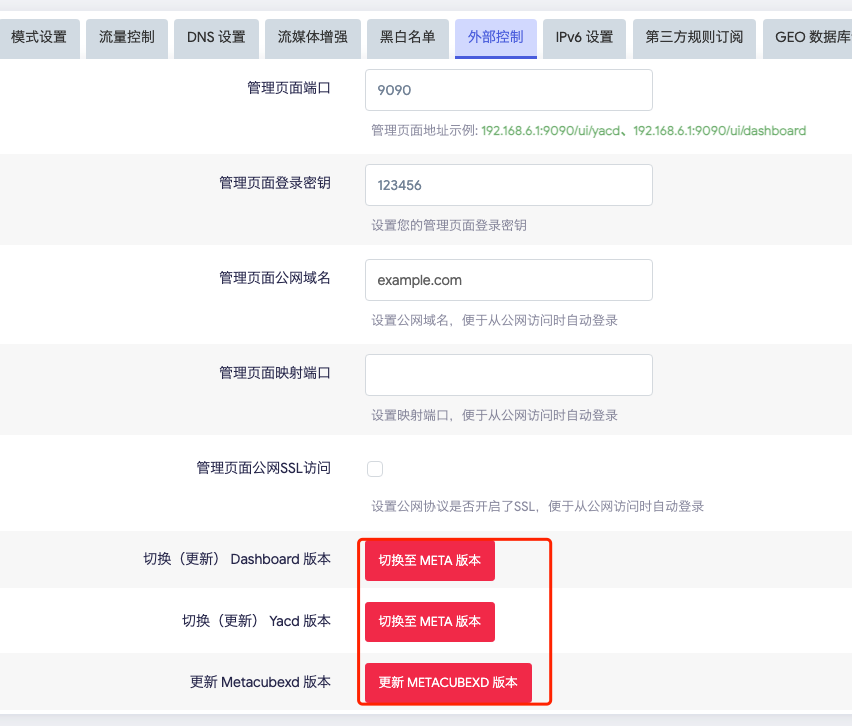 模式设置 流量控制 DNS 设置 流媒体增强 黑白名单 外部控制 IPv6 设置 第三方规则订阅 GEO 数据库
管理页面端口 9090
管理页面地址示例: 192.168.6.1:9090/ui/yacd、192.168.6.1:9090/ui/dashboard
管理页面登录密钥 123456
设置您的管理页面登录密钥
管理页面公网域名 example.com
设置公网域名，便于从公网访问时自动登录
管理页面映射端口
设置映射端口，便于从公网访问时自动登录
管理页面公网SSL访问
设置公网协议是否开启了SSL，便于从公网访问时自动登录
切换（更新） Dashboard 版本 切换至 META 版本
切换（更新） Yacd 版本 切换至 META 版本
更新 Metacubexd 版本 更新 METACUBEXD 版本